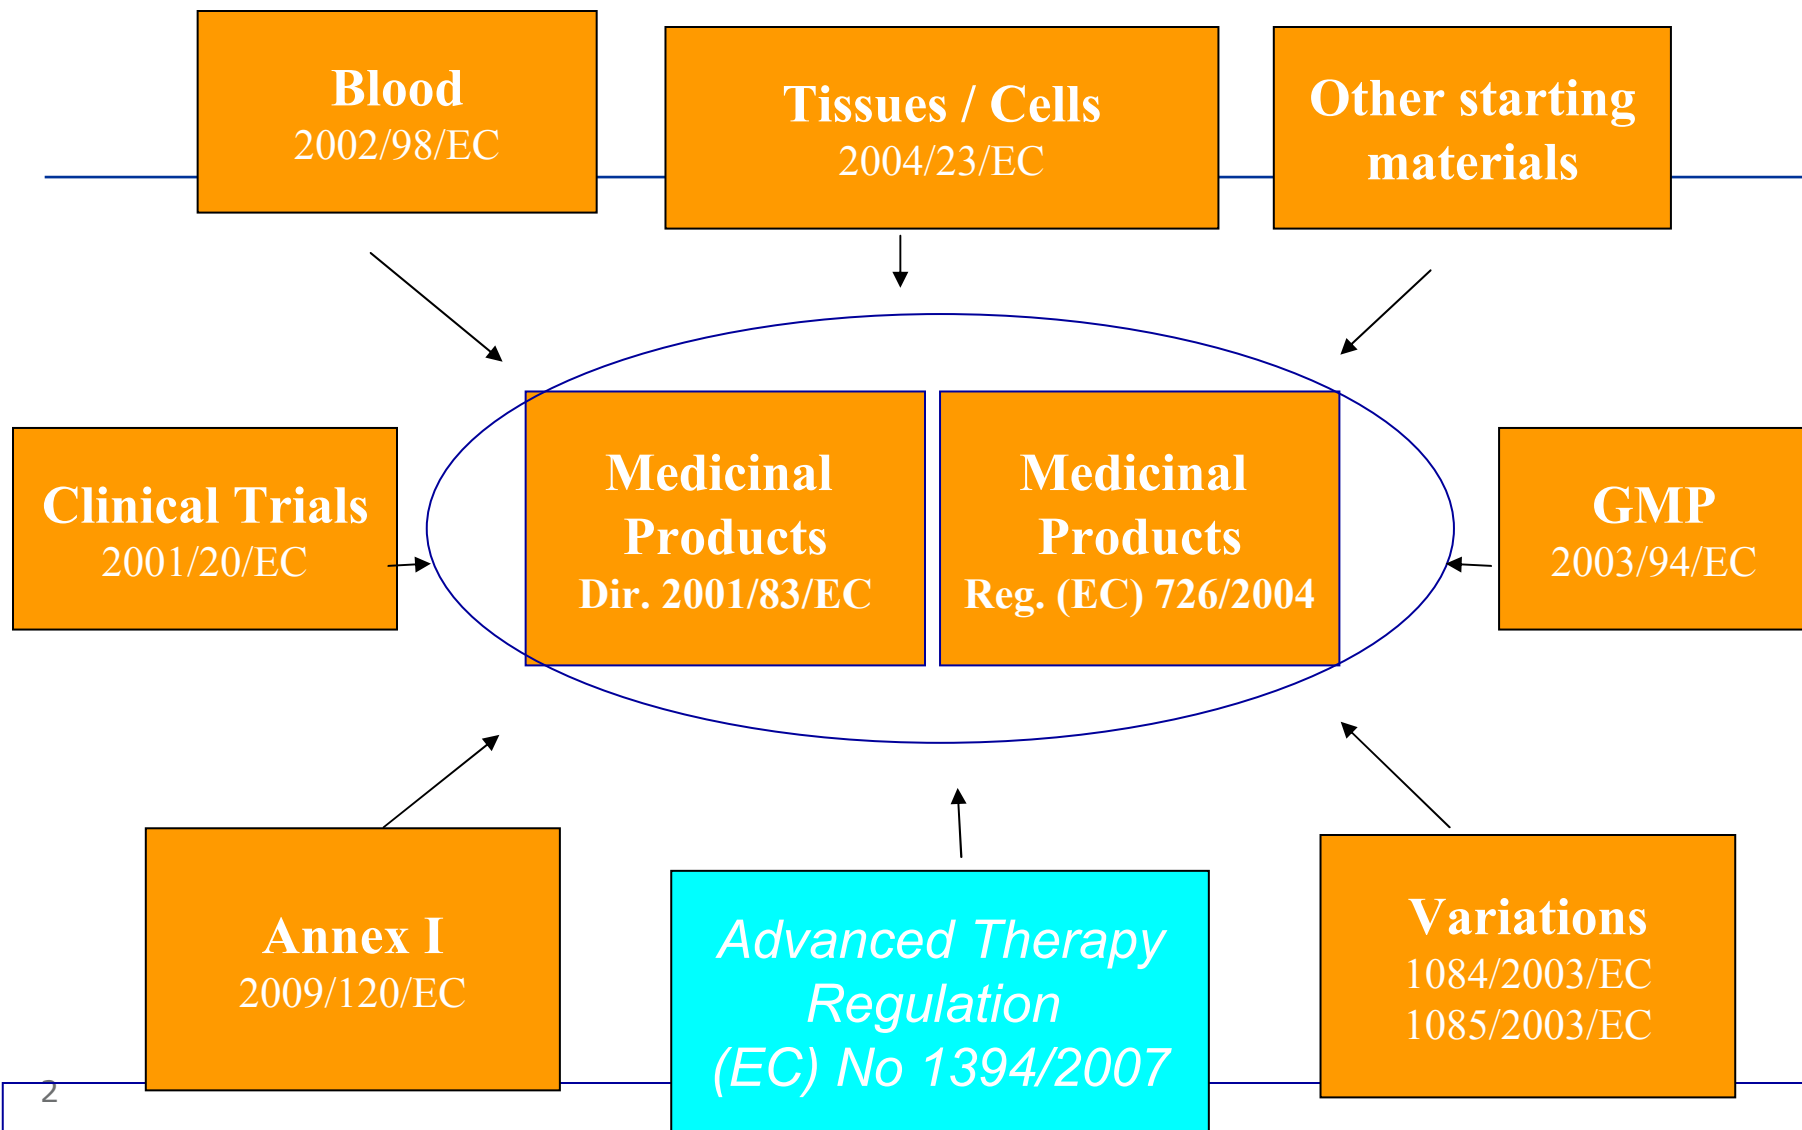 Blood
2002/98/EC
Tissues / Cells
2004/23/EC
Other starting
materials
Clinical Trials
2001/20/EC
Medicinal
Products
Dir. 2001/83/EC
Medicinal
Products
Reg. (EC) 726/2004
GMP
2003/94/EC
Annex I
2009/120/EC
Advanced Therapy
Regulation
(EC) No 1394/2007
Variations
1084/2003/EC
1085/2003/EC
2